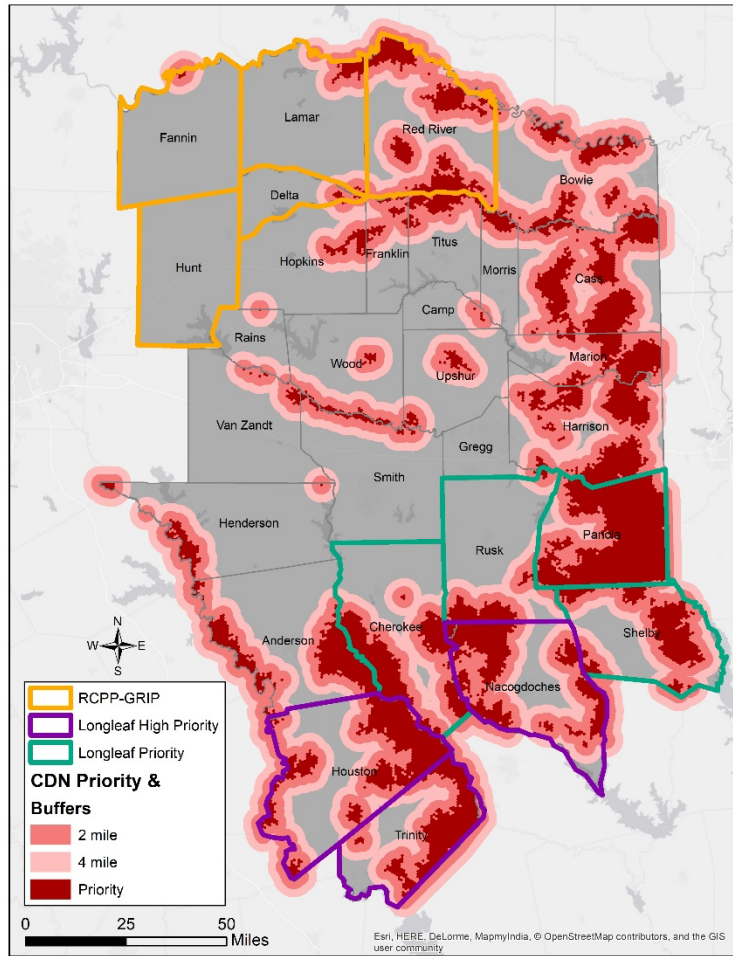 Fannin
Lamar
Red River
Bowie
Delta
Hunt
Hopkins
Franklin
Titus
Morris
Cass
Camp
Rains
Wood
Upshur
Marion
Harrison
Van Zandt
Gregg
Smith
Henderson
Rusk
Panola
Anderson
Cherokee
Shelby
Nacogdoches
Houston
Trinity
N
W E
S
RCPP-GRIP
Longleaf High Priority
Longleaf Priority
CDN Priority &
Buffers
2 mile
4 mile
Priority
0 25 50
Miles
Esri, HERE, DeLorme, MapmyIndia, © OpenStreetMap contributors, and the GIS
user community